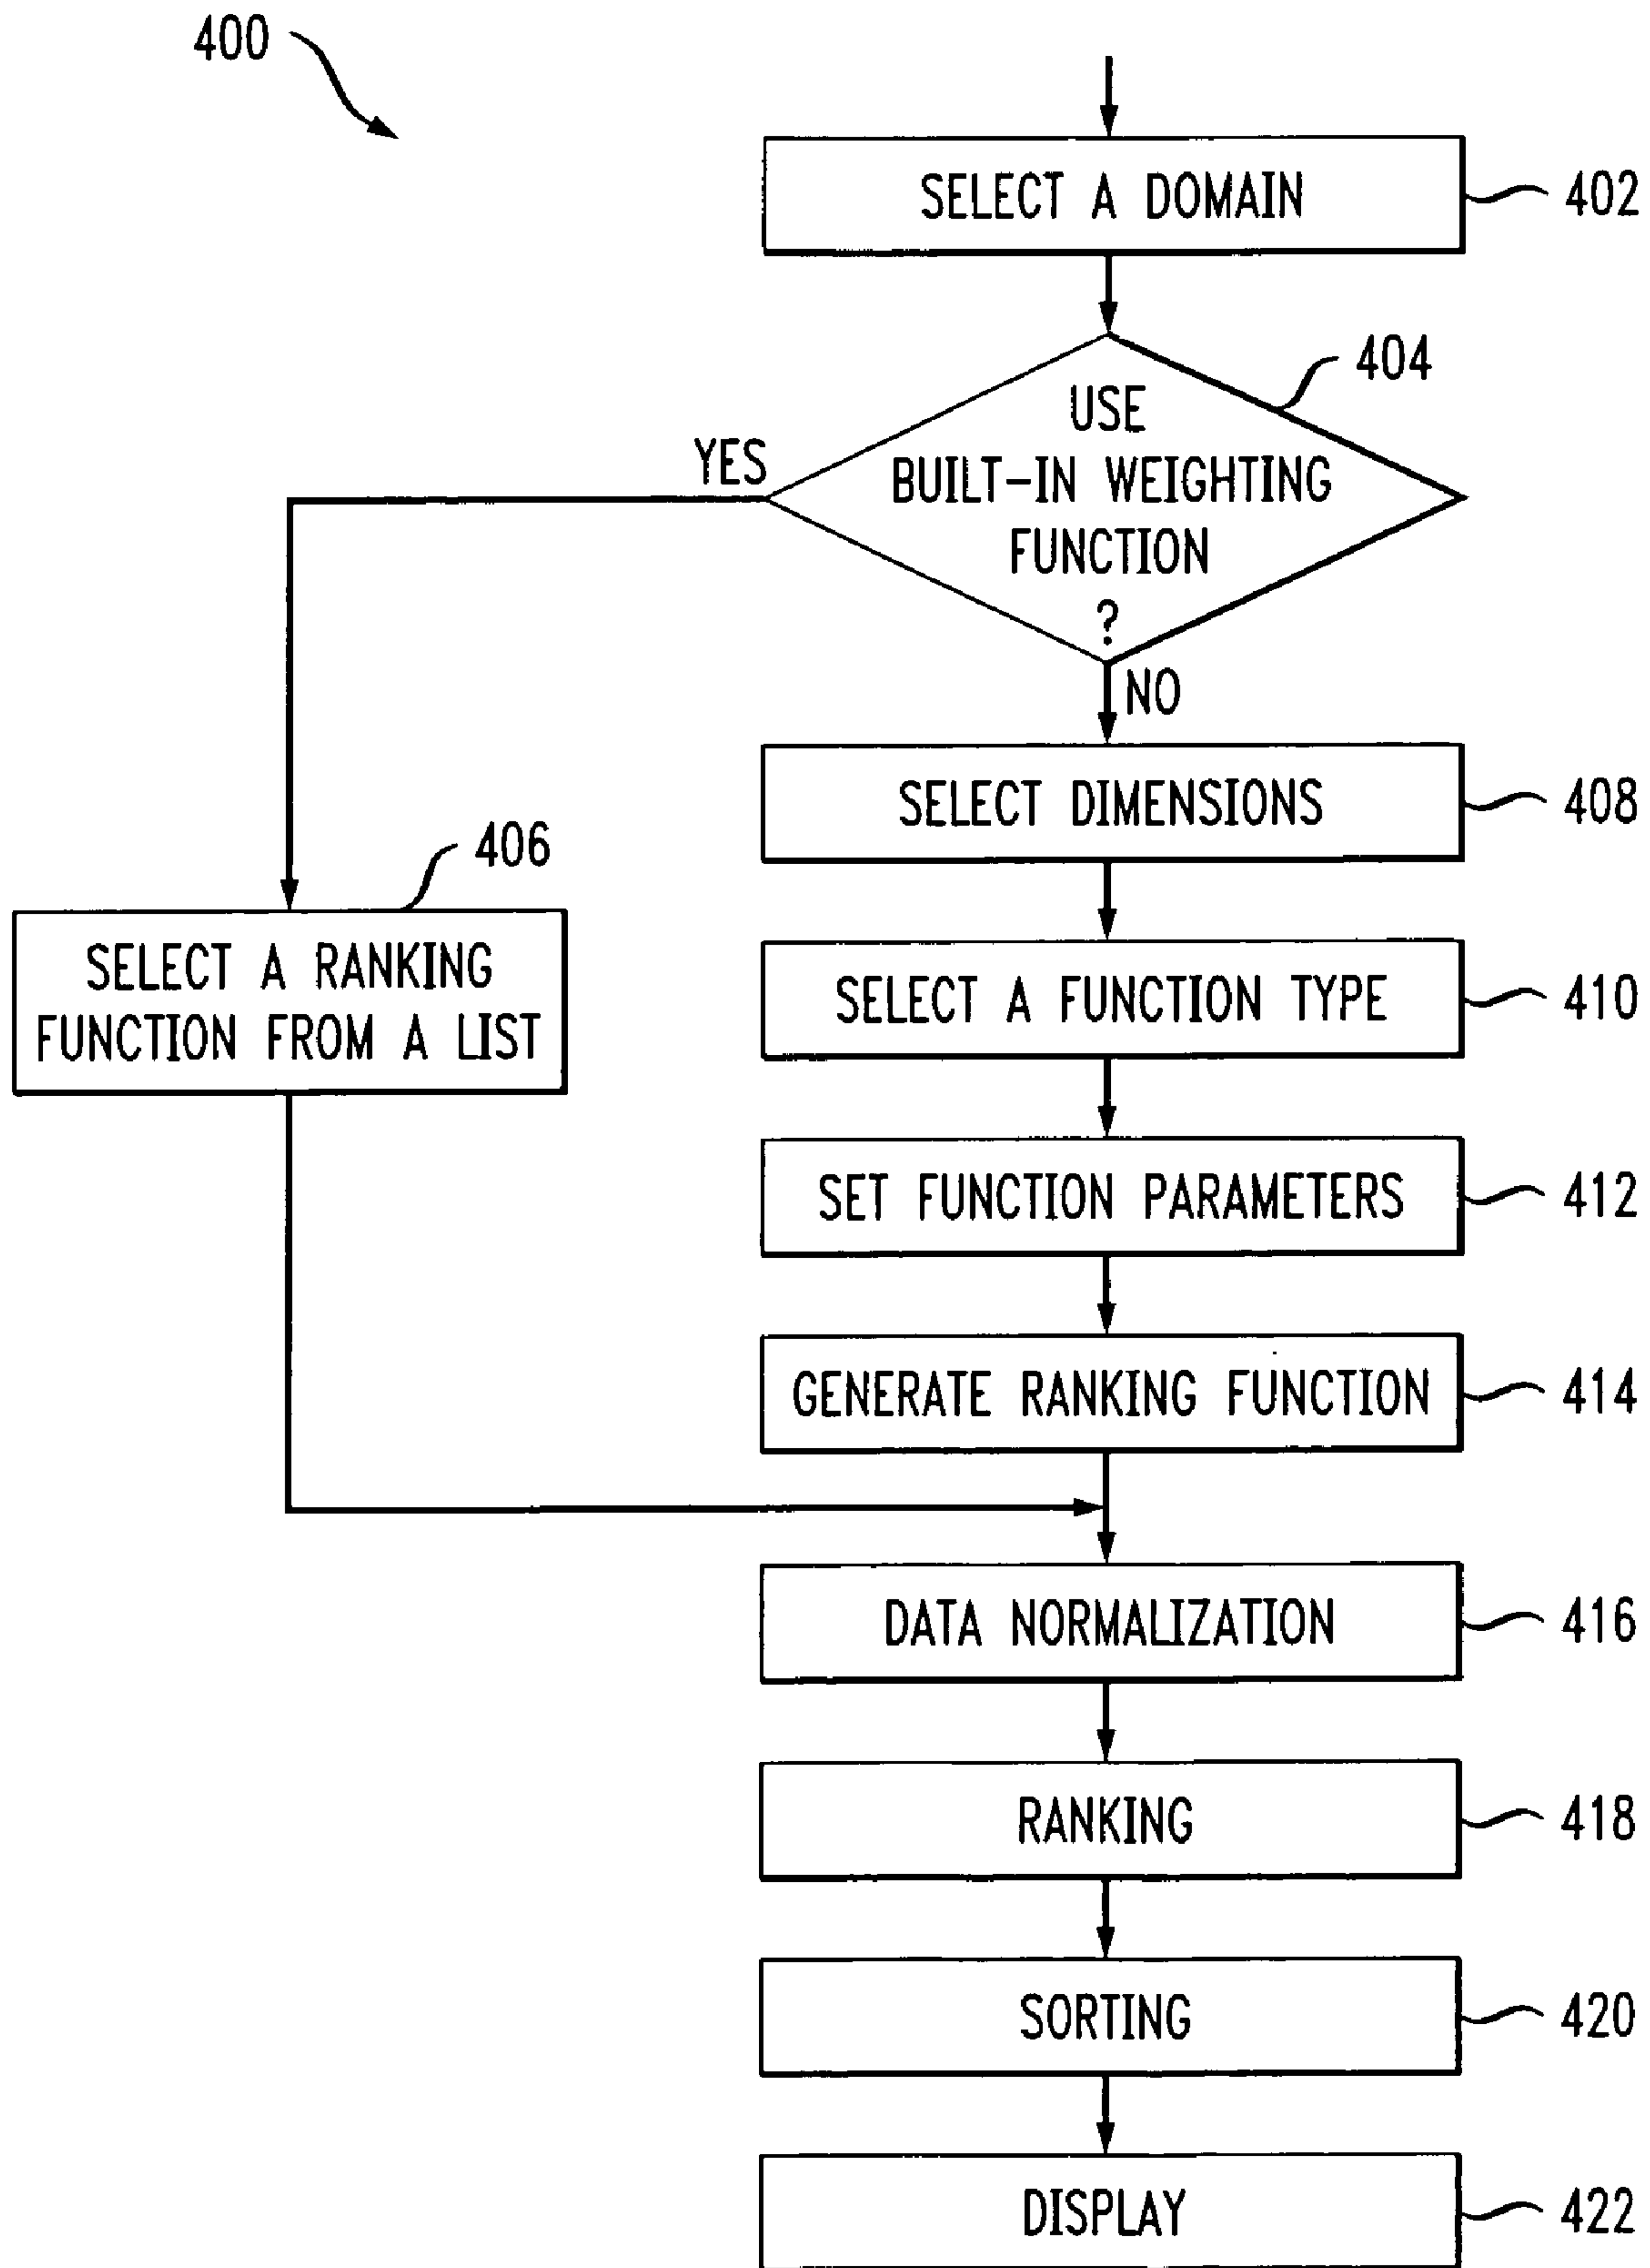 400
SELECT A DOMAIN
402
404
USE
BUILT-IN WEIGHTING
FUNCTION
?
YES
NO
SELECT DIMENSIONS
408
406
SELECT A RANKING
FUNCTION FROM A LIST
SELECT A FUNCTION TYPE
410
SET FUNCTION PARAMETERS
412
GENERATE RANKING FUNCTION
414
DATA NORMALIZATION
416
RANKING
418
SORTING
420
DISPLAY
422